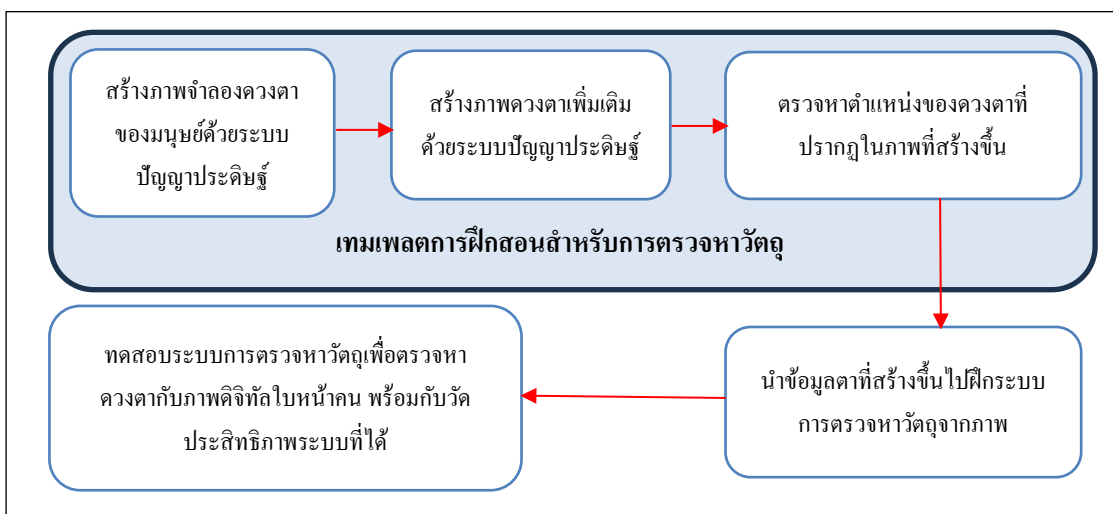 สร้างภาพจำลองดวงตา
ของมนุษย์ด้วยระบบ
ปัญญาประดิษฐ์
สร้างภาพดวงตาเพิ่มเติม
ด้วยระบบปัญญาประดิษฐ์
ตรวจหาตำแหน่งของดวงตาที่
ปรากฏในภาพที่สร้างขึ้น
เทมเพลตการฝึกสอนสำหรับการตรวจหาวัตถุ
นำข้อมูลตาที่สร้างขึ้นไปฝึกระบบ
การตรวจหาวัตถุจากภาพ
ทดสอบระบบการตรวจหาวัตถุเพื่อตรวจหา
ดวงตากับภาพดิจิทัลใบหน้าคน พร้อมกับวัด
ประสิทธิภาพระบบที่ได้